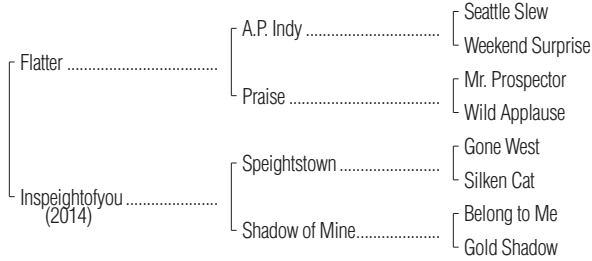 Seattle Slew
A.P. Indy ..................................
Weekend Surprise
Flatter ......................................
Mr. Prospector
Praise ......................................
Wild Applause
Gone West
Speightstown .........................
Silken Cat
Inspeightofyou .......................
(2014)
Belong to Me
Shadow of Mine.....................
Gold Shadow